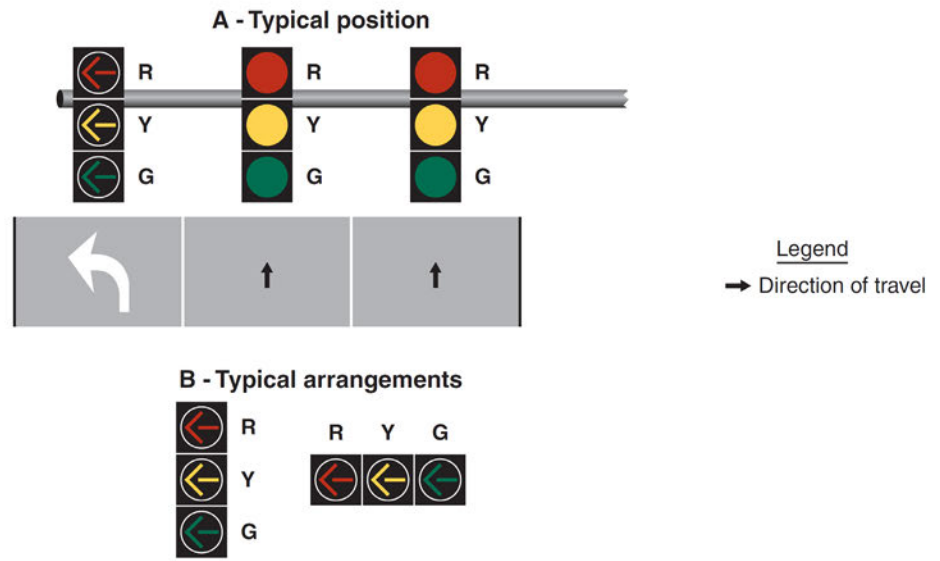 A - Typical position
R R R
Y Y Y
G G G
Legend
Direction of travel
B - Typical arrangements
R
Y
G
R Y G